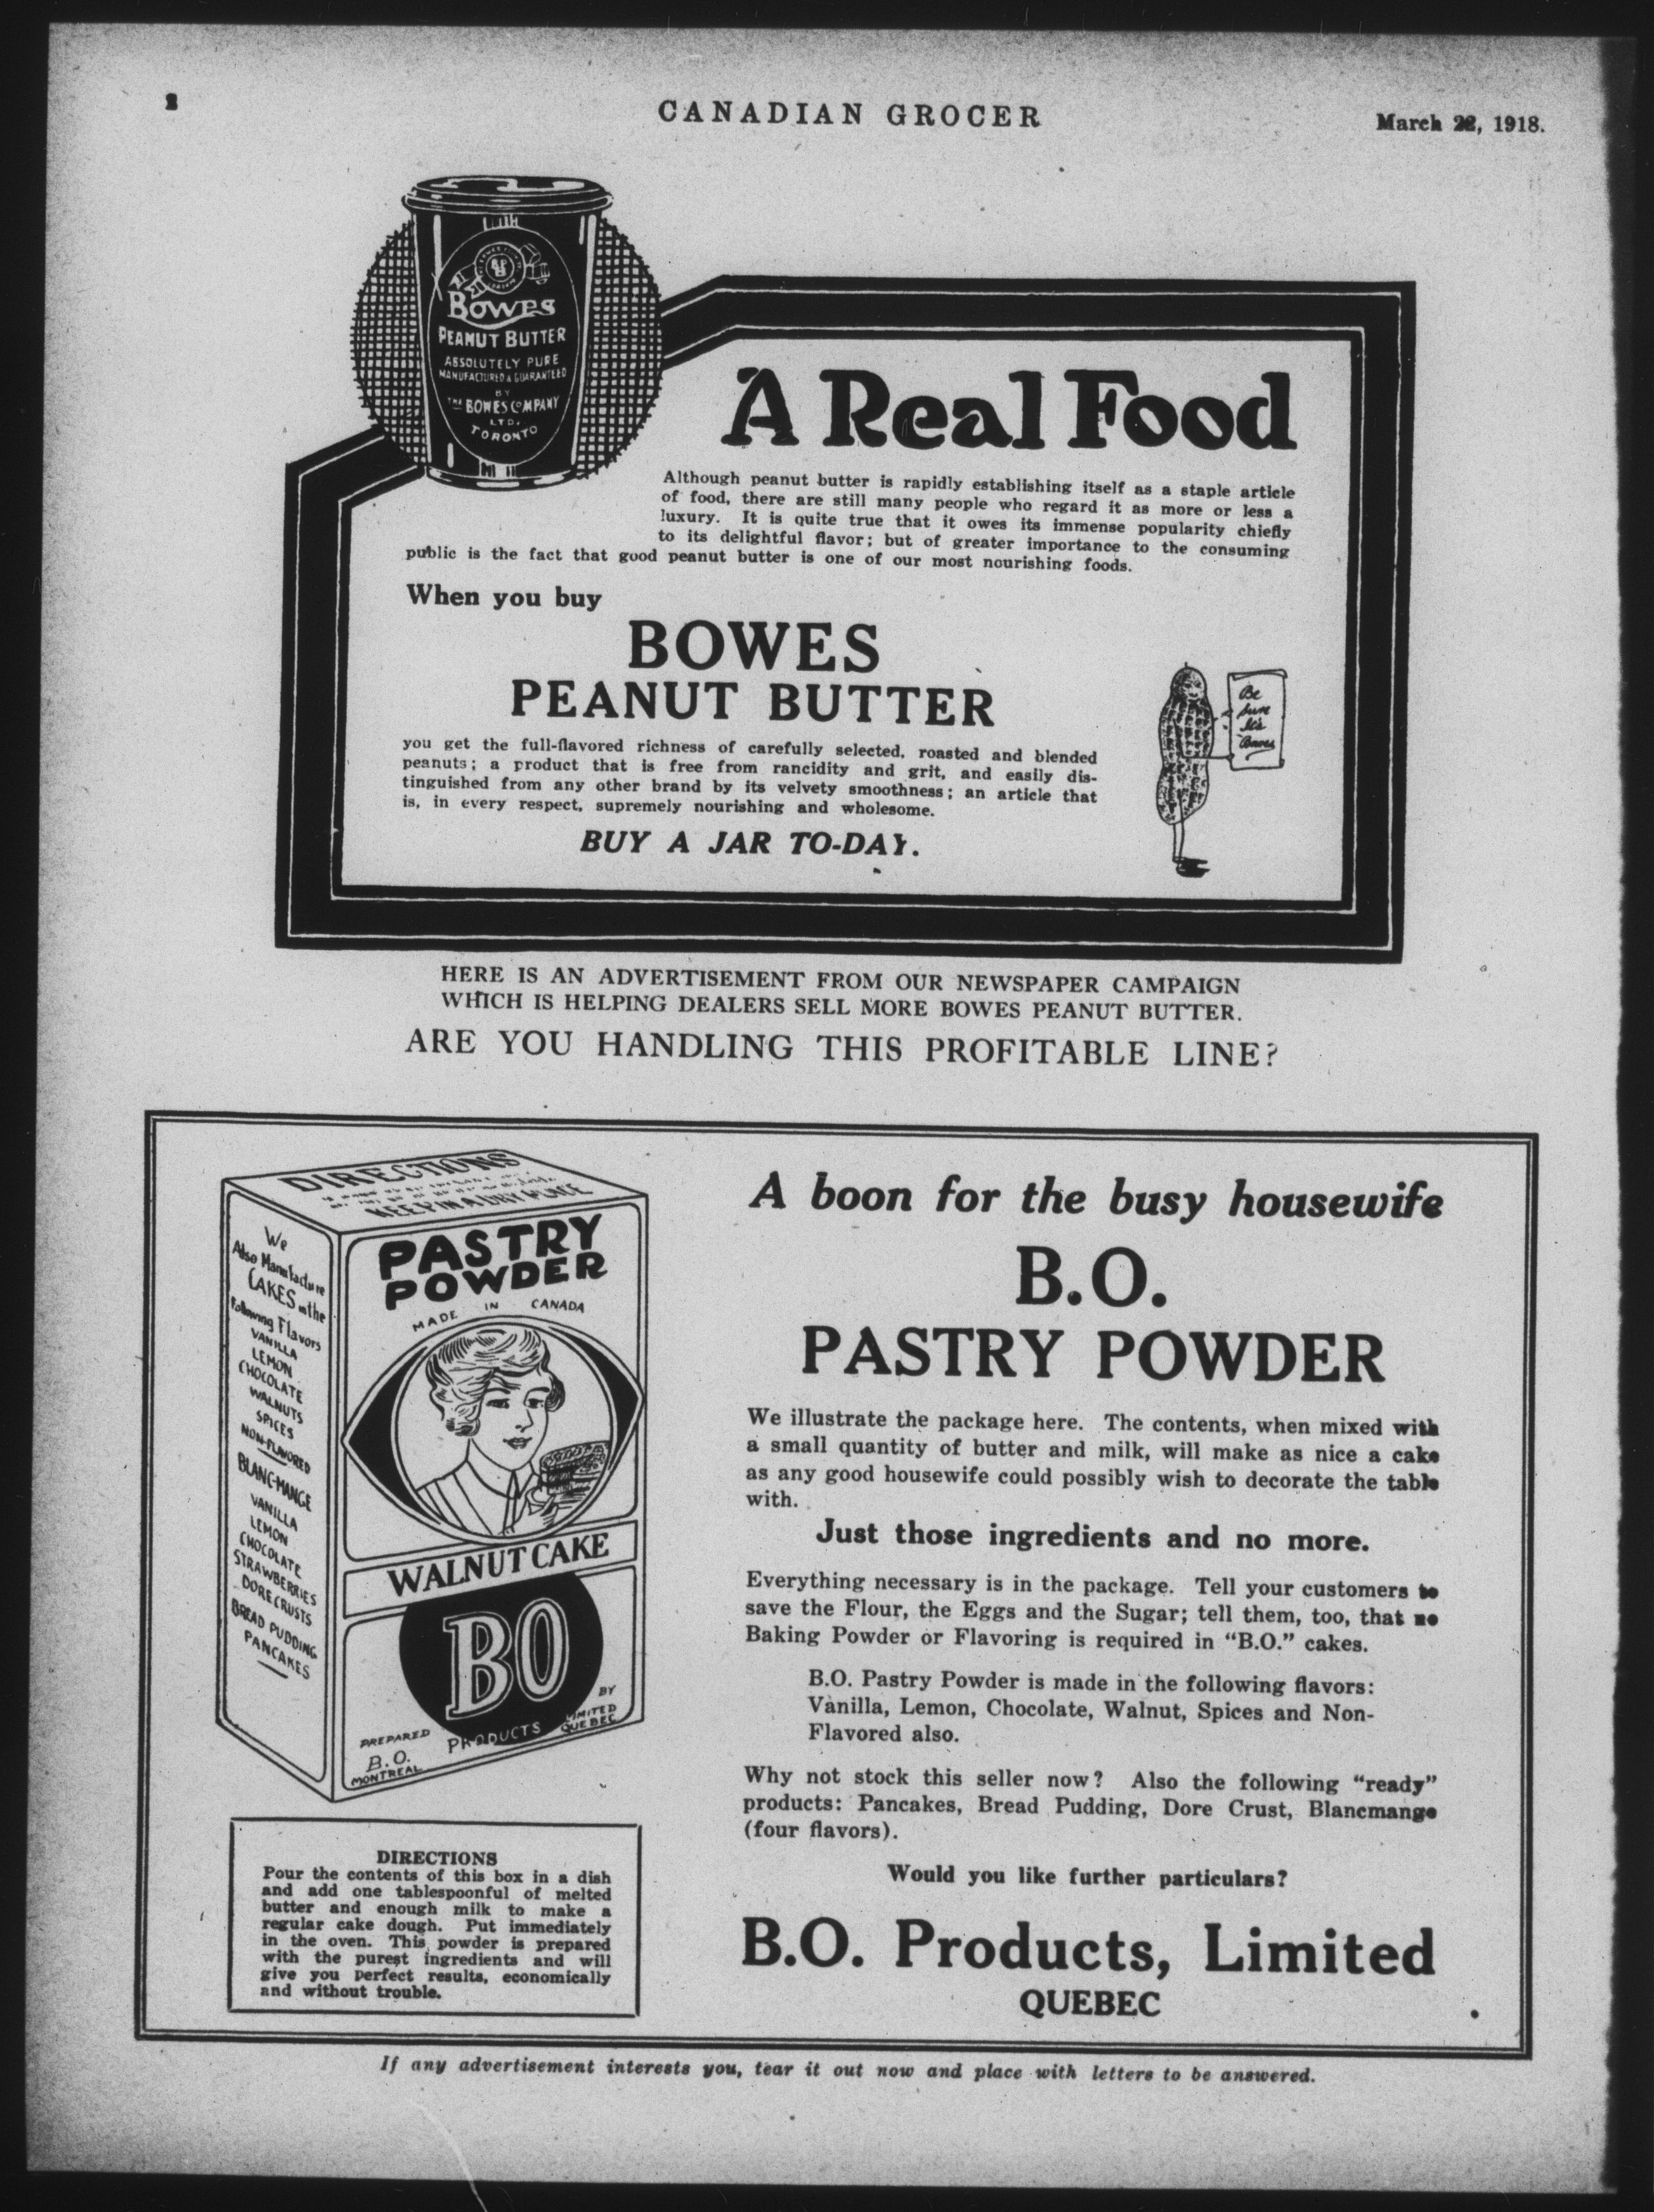 CANADIAN GROCER
March 22, 1918.
BOWES
PEANUT BUTTER
ABSOLUTELY PURE
MANUFACTURED & GUARANTEED
BY
THE BOWES COMPANY
LTD.
TORONTO
A Real Food
Although peanut butter is rapidly establishing itself as a staple article
of food, there are still many people who regard it as more or less a
luxury. It is quite true that it owes its immense popularity chiefly
to its delightful flavor; but of greater importance to the consuming
public is the fact that good peanut butter is one of our most nourishing foods.
When you buy
BOWES
PEANUT BUTTER
you get the full-flavored richness of carefully selected, roasted and blended
peanuts; a product that is free from rancidity and grit, and easily dis-
tinguished from any other brand by its velvety smoothness; an article that
is, in every respect, supremely nourishing and wholesome.
Be
sure
It's
Bowes
BUY A JAR TO-DAY.
HERE IS AN ADVERTISEMENT FROM OUR NEWSPAPER CAMPAIGN
WHICH IS HELPING DEALERS SELL MORE BOWES PEANUT BUTTER.
ARE YOU HANDLING THIS PROFITABLE LINE?
DIRECTIONS
KEEP IN A DRY PLACE
We
Also Manufacture
CAKES in the
Following Flavors
VANILLA
LEMON
CHOCOLATE
WALNUTS
SPICES
NON-FLAVORED
BLANC-MANGE
VANILLA
LEMON
CHOCOLATE
STRAWBERRIES
DORE CRUSTS
BREAD PUDDING
PANCAKES
PASTRY
POWDER
MADE IN CANADA
WALNUT CAKE
BO
PREPARED BY
B.O. PRODUCTS LIMITED
MONTREAL QUEBEC
A boon for the busy housewife
B.O.
PASTRY POWDER
We illustrate the package here. The contents, when mixed with
a small quantity of butter and milk, will make as nice a cake
as any good housewife could possibly wish to decorate the table
with.
Just those ingredients and no more.
Everything necessary is in the package. Tell your customers to
save the Flour, the Eggs and the Sugar; tell them, too, that no
Baking Powder or Flavoring is required in "B.O." cakes.
B.O. Pastry Powder is made in the following flavors:
Vanilla, Lemon, Chocolate, Walnut, Spices and Non-
Flavored also.
Why not stock this seller now? Also the following "ready"
products: Pancakes, Bread Pudding, Dore Crust, Blancmange
(four flavors).
Would you like further particulars?
B.O. Products, Limited
QUEBEC
DIRECTIONS
Pour the contents of this box in a dish
and add one tablespoonful of melted
butter and enough milk to make a
regular cake dough. Put immediately
in the oven. This powder is prepared
with the purest ingredients and will
give you perfect results, economically
and without trouble.
If any advertisement interests you, tear it out now and place with letters to be answered.